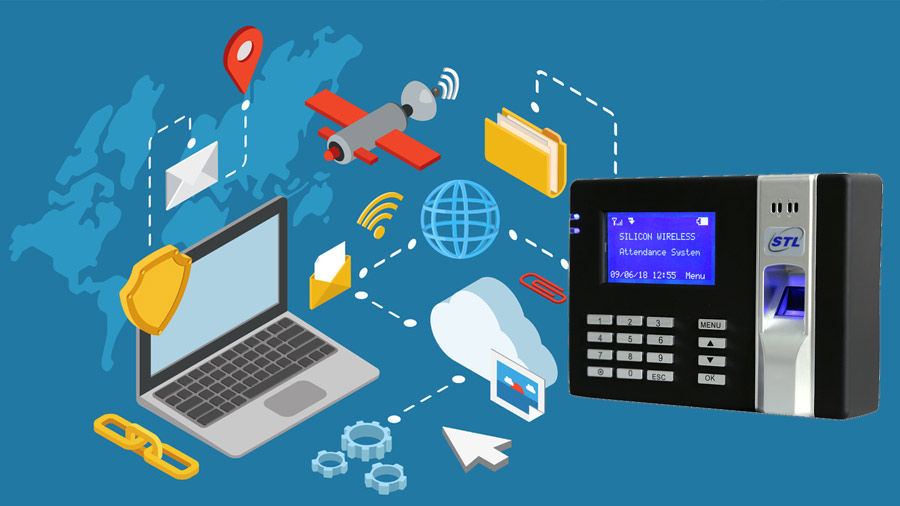 SILICON WIRELESS
Attendance System
09/06/18 12:55 Menu
STL
1 2 3 MENU
4 5 6
7 8 9
0 ESC OK